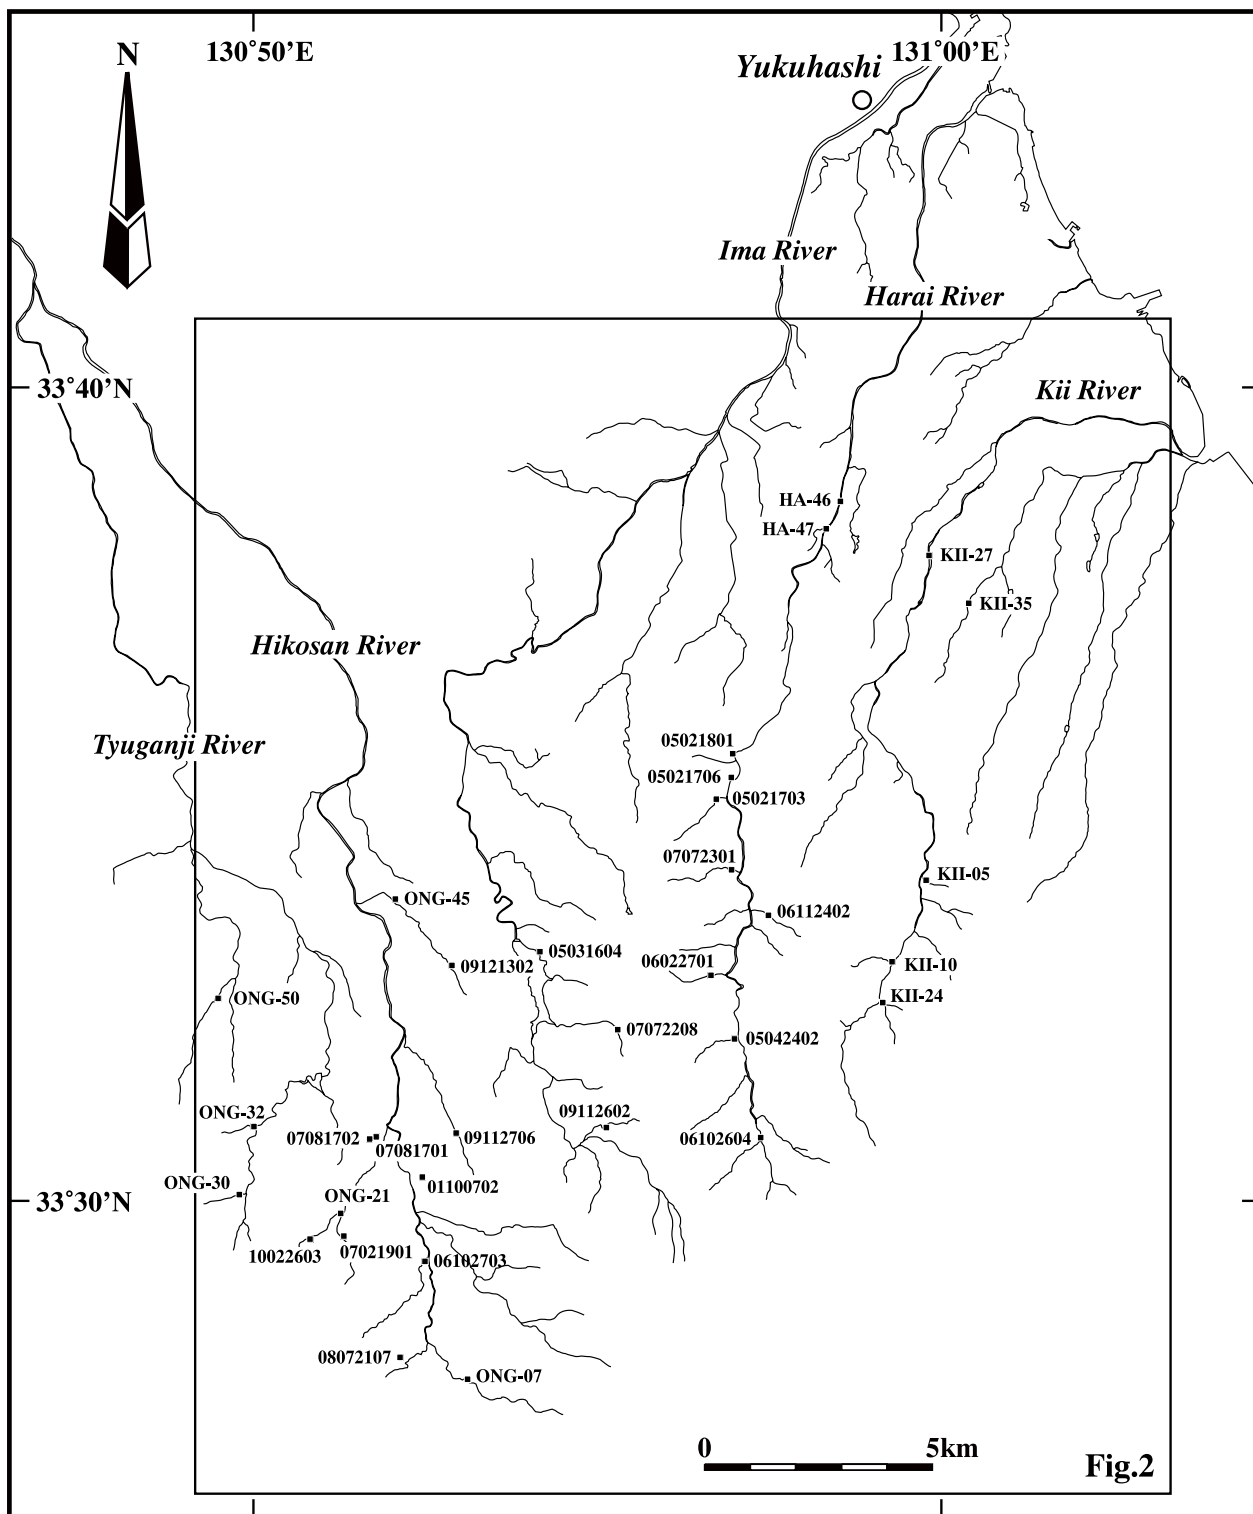 130°50’E
131°00’E
N
Yukuhashi
Ima River
Harai River
33°40’N
Kii River
HA-46
HA-47
KII-27
KII-35
Hikosan River
Tyuganji River
05021801
05021706
05021703
07072301
KII-05
ONG-45
06112402
05031604
09121302
06022701
KII-10
ONG-50
KII-24
07072208
05042402
ONG-32
09112602
07081702
07081701
09112706
06102604
01100702
ONG-30
33°30’N
ONG-21
10022603
07021901
06102703
08072107
ONG-07
0
5km
Fig.2